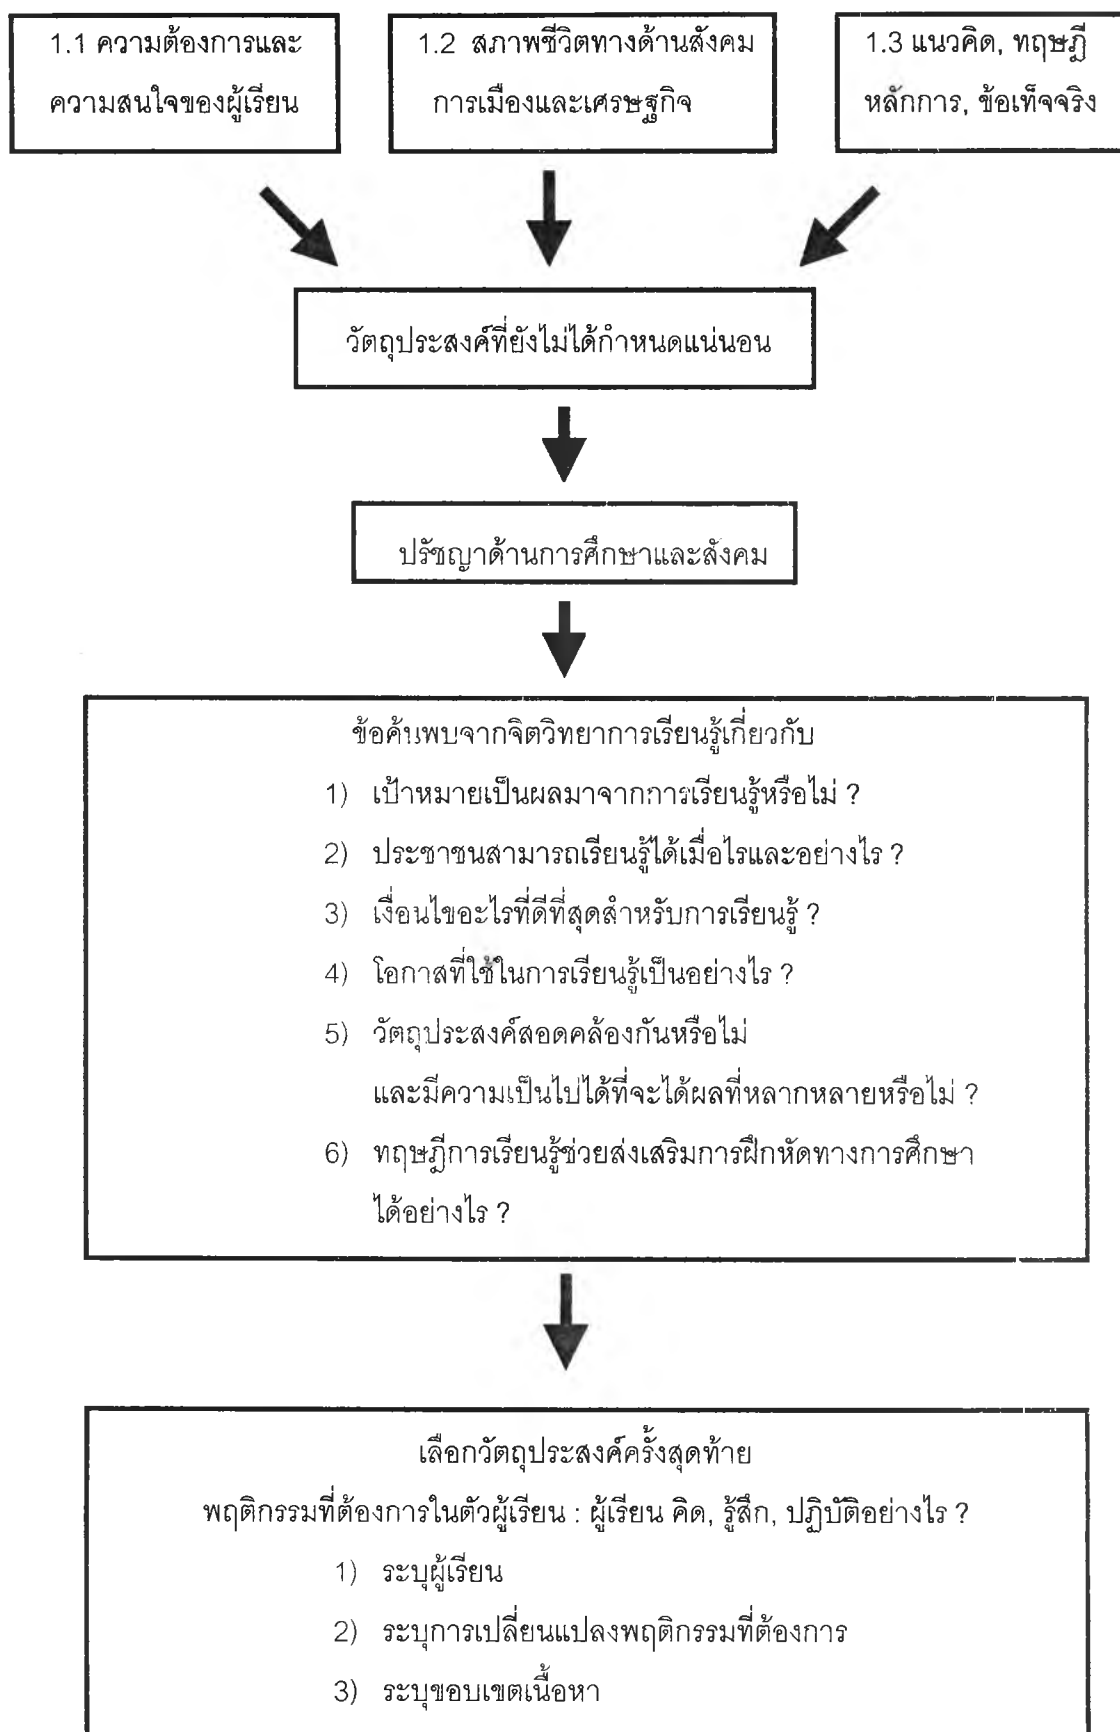 1.1 ความต้องการและ
ความสนใจของผู้เรียน
1.2 สภาพชีวิตทางด้านสังคม
การเมืองและเศรษฐกิจ
1.3 แนวคิด, ทฤษฎี
หลักการ, ข้อเท็จจริง
วัตถุประสงค์ที่ยังไม่ได้กำหนดแน่นอน
ปรัชญาด้านการศึกษาและสังคม
ข้อค้นพบจากจิตวิทยาการเรียนรู้เกี่ยวกับ
1) เป้าหมายเป็นผลมาจากการเรียนรู้หรือไม่ ?
2) ประชาชนสามารถเรียนรู้ได้เมื่อไรและอย่างไร ?
3) เงื่อนไขอะไรที่ดีที่สุดสำหรับการเรียนรู้ ?
4) โอกาสที่ใช้ในการเรียนรู้เป็นอย่างไร ?
5) วัตถุประสงค์สอดคล้องกันหรือไม่
และมีความเป็นไปได้ที่จะได้ผลที่หลากหลายหรือไม่ ?
6) ทฤษฎีการเรียนรู้ช่วยส่งเสริมการฝึกหัดทางการศึกษา
ได้อย่างไร ?
เลือกวัตถุประสงค์ครั้งสุดท้าย
พฤติกรรมที่ต้องการในตัวผู้เรียน : ผู้เรียน คิด, รู้สึก, ปฏิบัติอย่างไร ?
1) ระบุผู้เรียน
2) ระบุการเปลี่ยนแปลงพฤติกรรมที่ต้องการ
3) ระบุขอบเขตเนื้อหา